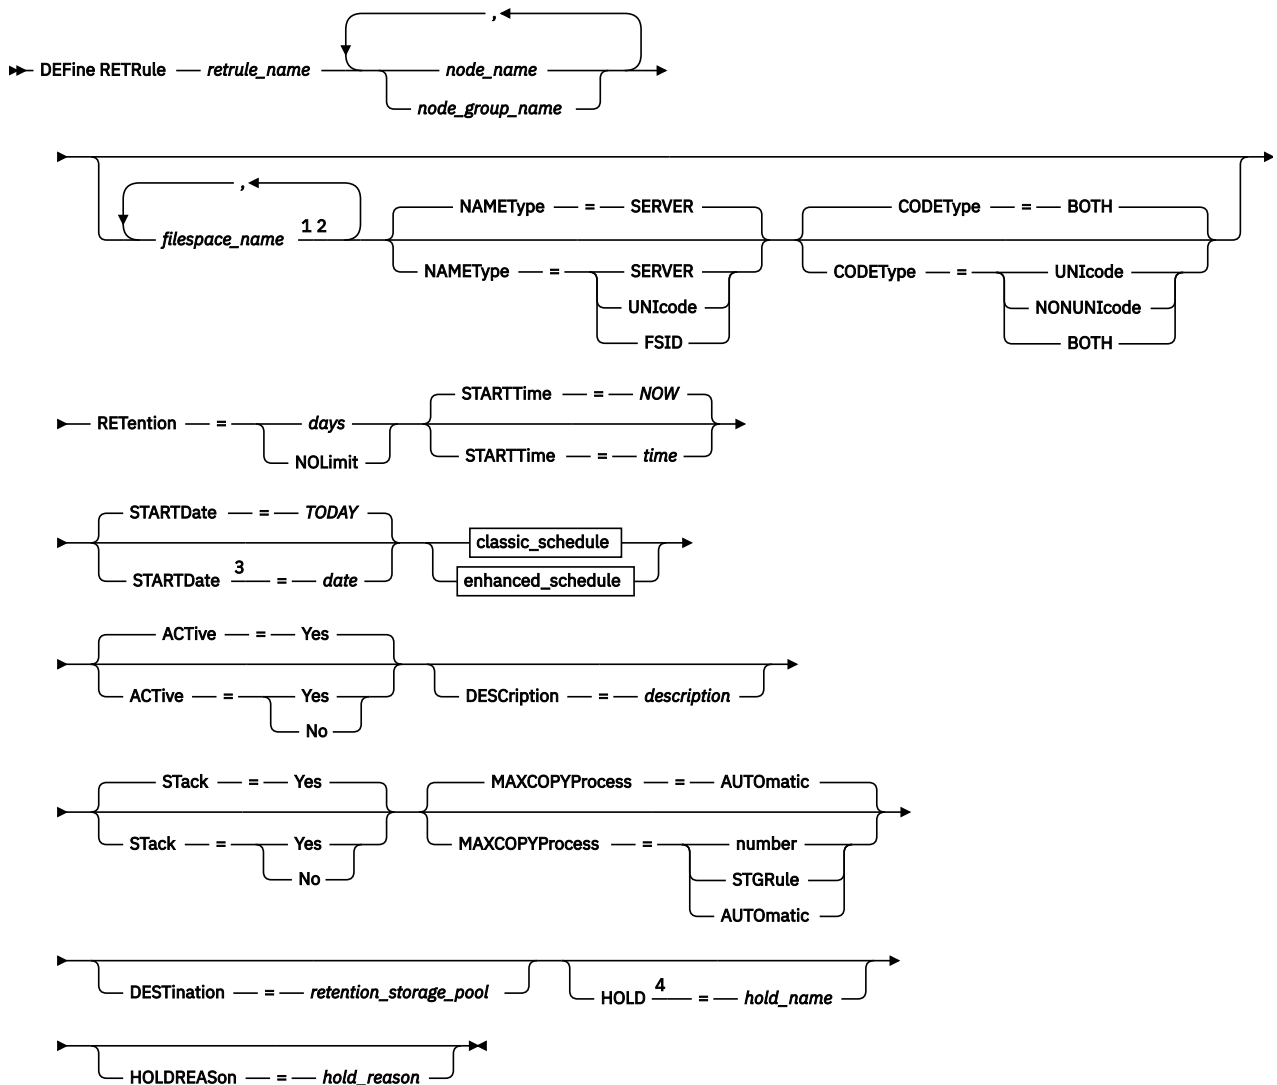 ,
DEFine RETRule retrule_name node_name
node_group_name
,
filespace_name 1 2
NAMEType = SERVER
NAMEType = SERVER
UNIcode
FSID
CODEType = BOTH
CODEType = UNIcode
NONUNIcode
BOTH
RETention = days
NOLimit
STARTTime = NOW
STARTTime = time
STARTDate = TODAY
STARTDate 3 = date
classic_schedule
enhanced_schedule
ACTive = Yes
ACTive = Yes
No
DESCription = description
STack = Yes
STack = Yes
No
MAXCOPYProcess = AUTOmatic
MAXCOPYProcess = number
STGRule
AUTOmatic
DESTination = retention_storage_pool
HOLD 4 = hold_name
HOLDREASon = hold_reason